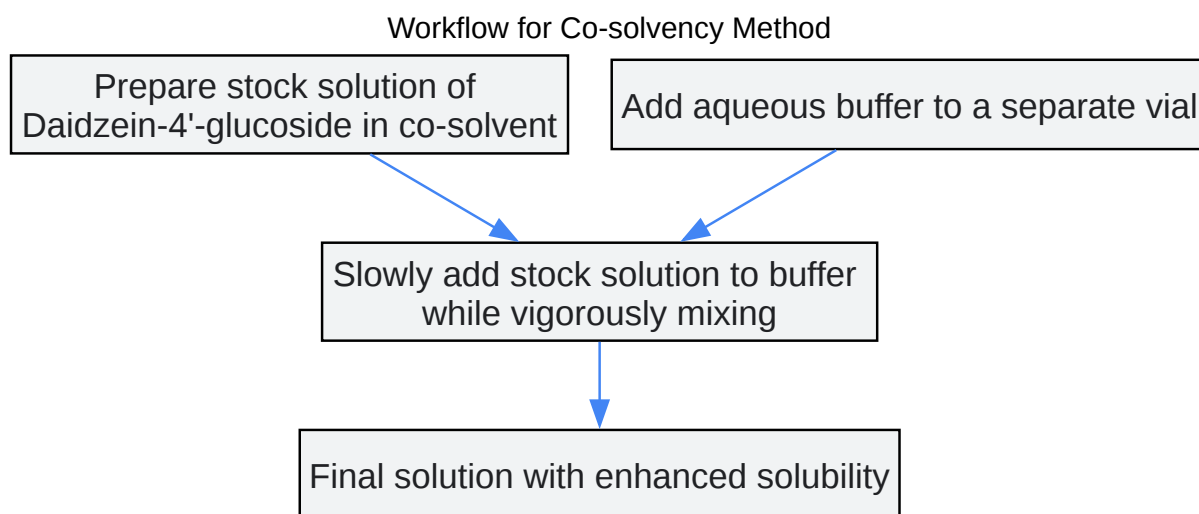 Workflow for Co-solvency Method
Prepare stock solution of
Daidzein-4'-glucoside in co-solvent
Add aqueous buffer to a separate vial
Slowly add stock solution to buffer
while vigorously mixing
Final solution with enhanced solubility